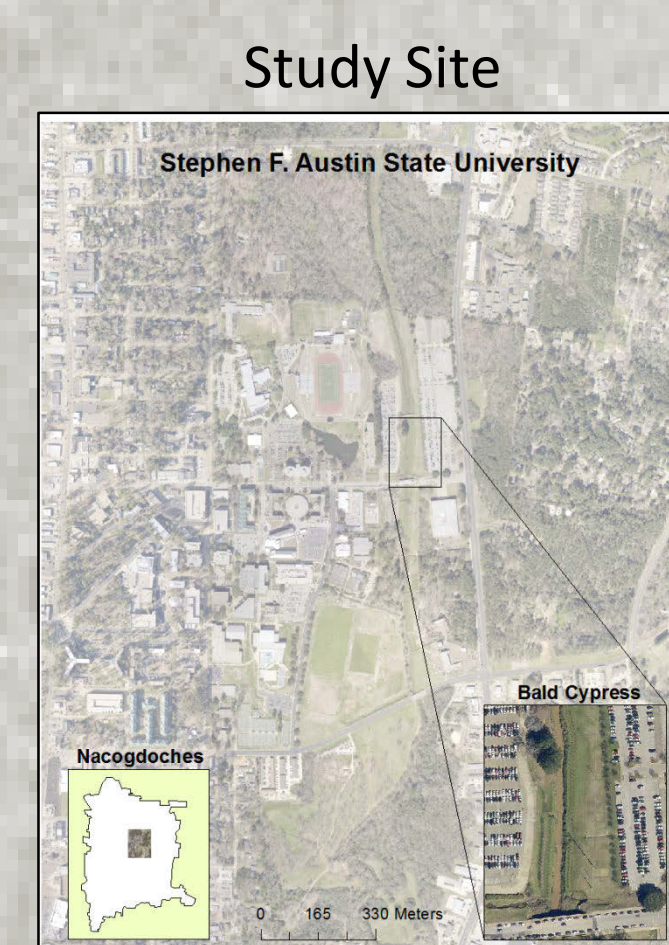 Study Site
Stephen F. Austin State University
Bald Cypress
Nacogdoches
0 165 330 Meters